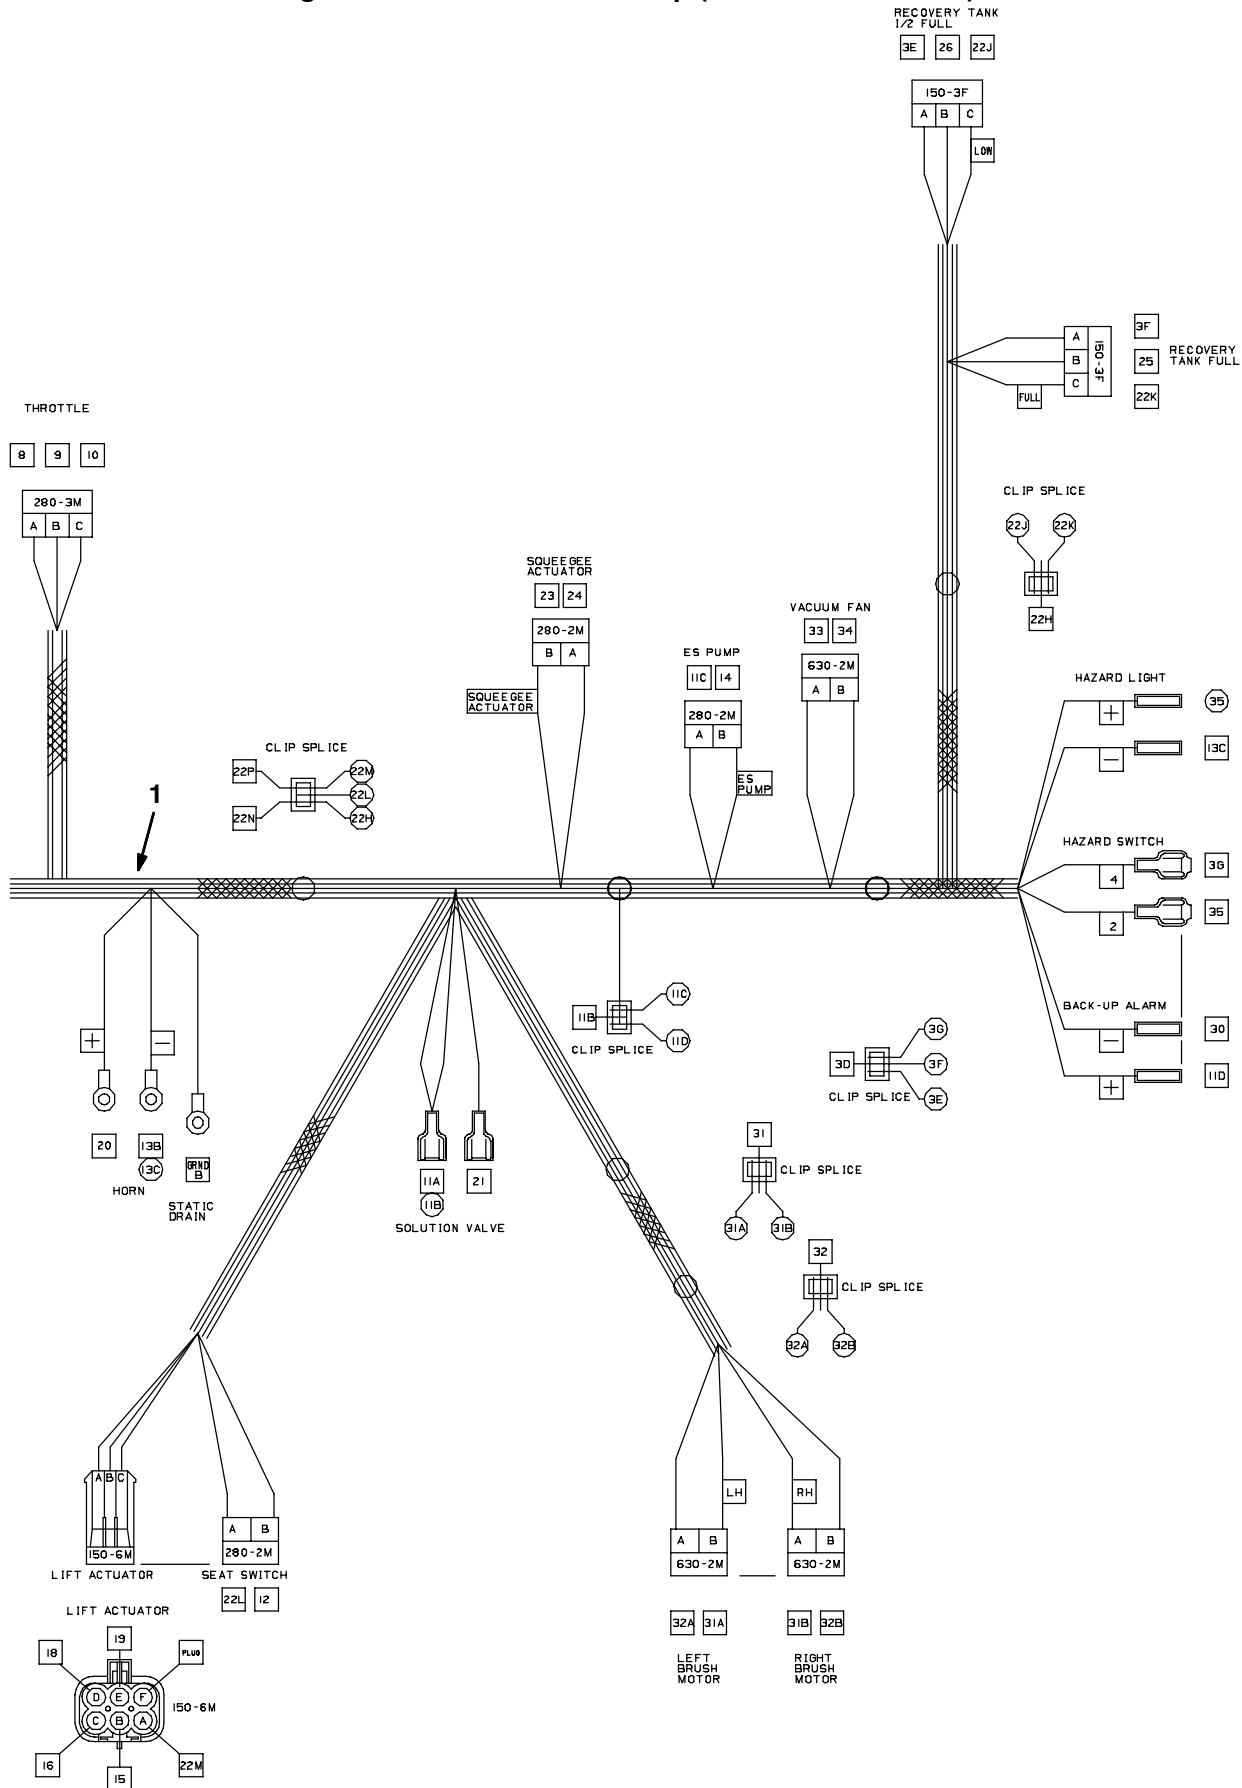 RECOVERY TANK
1/2 FULL
3E 26 22J
150-3F
A B C
LOW
A
B
C
150-3F
FULL
3F
25
22K
RECOVERY
TANK FULL
THROTTLE
8 9 10
280-3M
A B C
CLIP SPLICE
22J 22K
22H
SQUEEGEE
ACTUATOR
23 24
280-2M
B A
SQUEEGEE
ACTUATOR
ES PUMP
11C 14
280-2M
A B
ES
PUMP
VACUUM FAN
33 34
630-2M
A B
HAZARD LIGHT
+ 35
− 13C
CLIP SPLICE
22P 22M
22L
22N 22H
1
HAZARD SWITCH
4 3G
2 35
BACK-UP ALARM
− 30
+ 11D
11B 11C
11D
CLIP SPLICE
3D 3G
3F
3E
CLIP SPLICE
+ −
20 13B
13C
HORN
GRND
B
STATIC
DRAIN
11A 21
11B
SOLUTION VALVE
31
CLIP SPLICE
31A 31B
32
CLIP SPLICE
32A 32B
A B C
150-6M
LIFT ACTUATOR
A B
280-2M
SEAT SWITCH
22L 12
LH RH
A B
630-2M
A B
630-2M
32A 31A
LEFT
BRUSH
MOTOR
31B 32B
RIGHT
BRUSH
MOTOR
LIFT ACTUATOR
19
18 PLUG
D E F
150-6M
C B A
16 22M
15